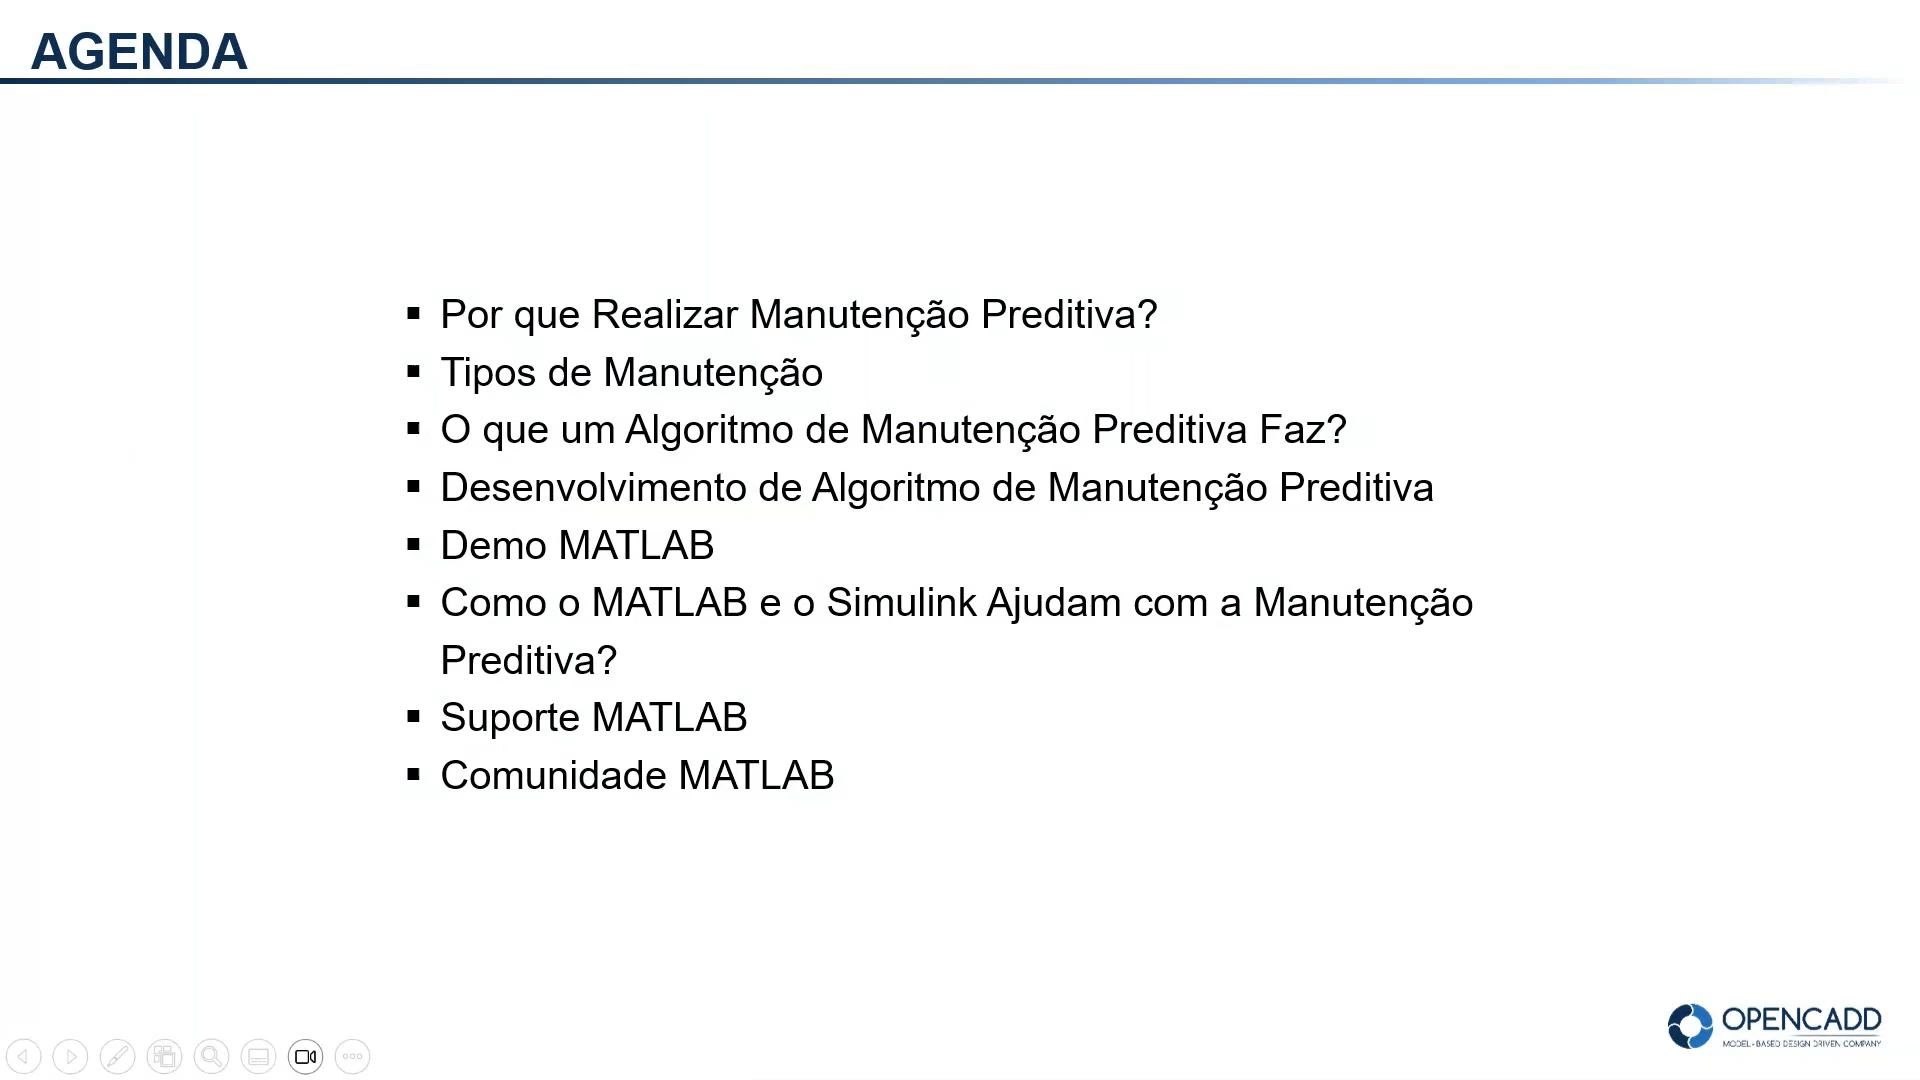 AGENDA
▪ Por que Realizar Manutenção Preditiva?
▪ Tipos de Manutenção
▪ O que um Algoritmo de Manutenção Preditiva Faz?
▪ Desenvolvimento de Algoritmo de Manutenção Preditiva
▪ Demo MATLAB
▪ Como o MATLAB e o Simulink Ajudam com a Manutenção
Preditiva?
▪ Suporte MATLAB
▪ Comunidade MATLAB
OPENCADD
MODEL-BASED DESIGN DRIVEN COMPANY